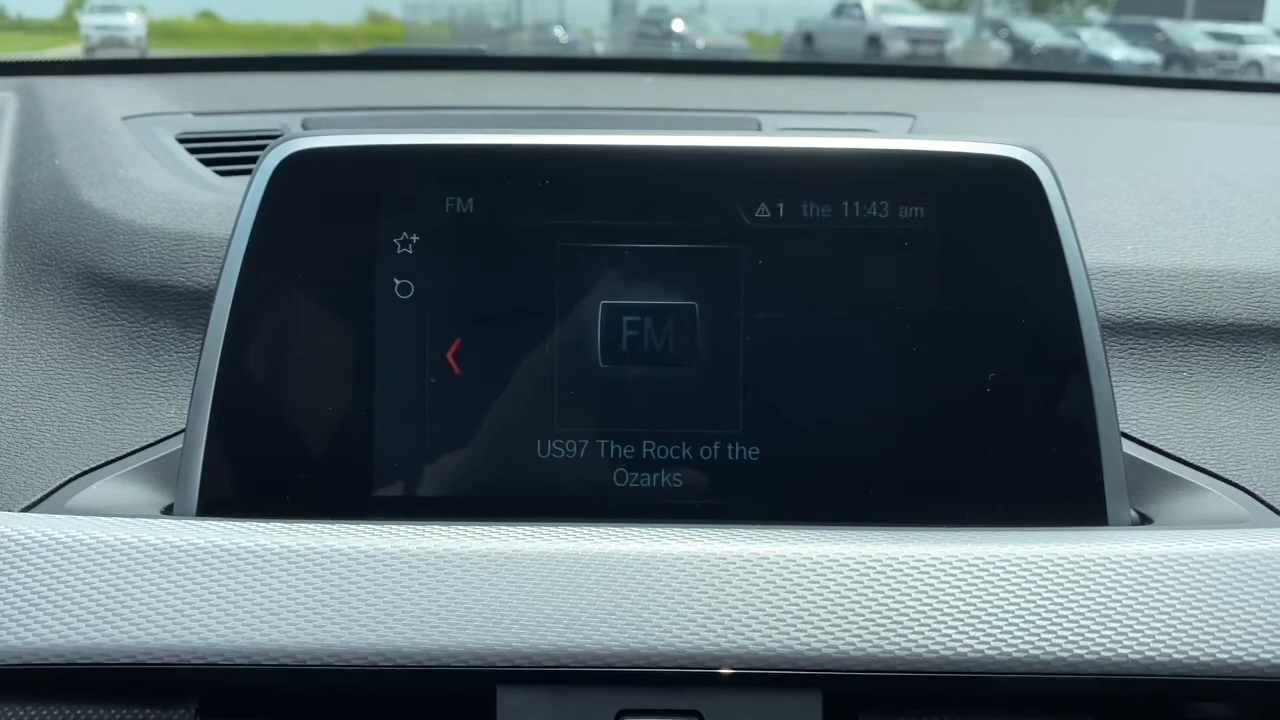 FM
1 the 11:43 am
FM
US97 The Rock of the
Ozarks